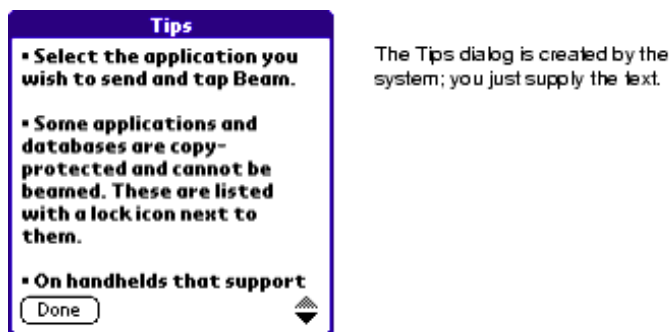 Tips
▪ Select the application you
wish to send and tap Beam.
▪ Some applications and
databases are copy-
protected and cannot be
beamed. These are listed
with a lock icon next to
them.
▪ On handhelds that support
Done
The Tips dialog is created by the
system; you just supply the text.